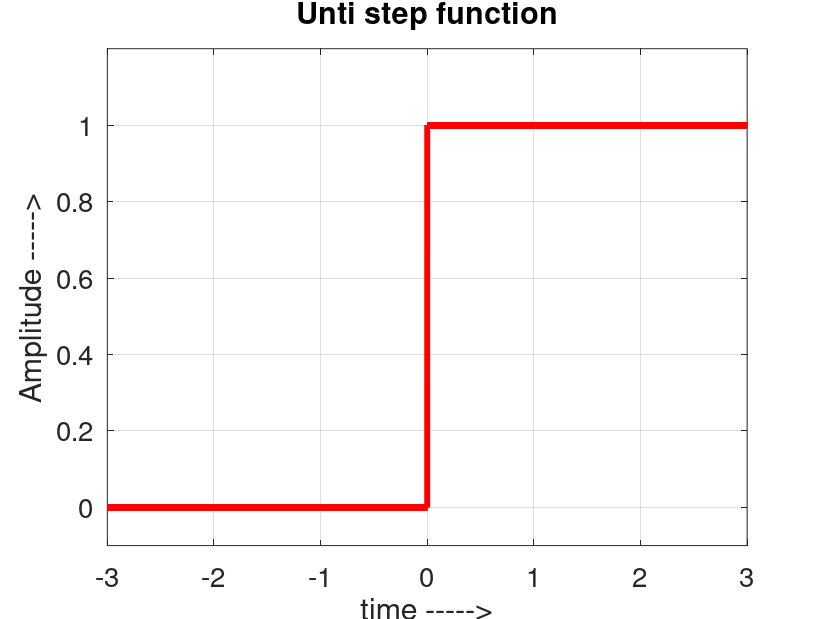 Unti step function
Amplitude ------>
1
0.8
0.6
0.4
0.2
0
-3 -2 -1 0 1 2 3
time ----->